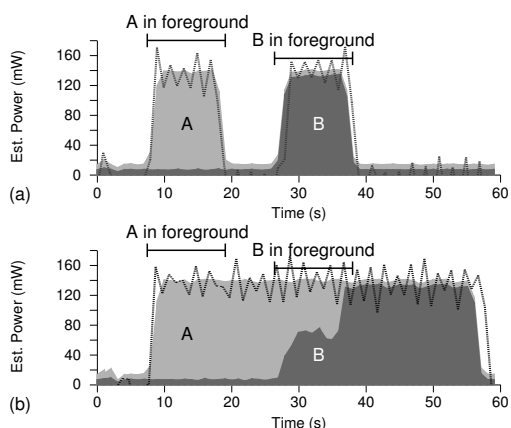 A in foreground
B in foreground
160
120
80
40
0
Est. Power (mW)
A
B
0 10 20 30 40 50 60
(a)
Time (s)
A in foreground
B in foreground
160
120
80
40
0
Est. Power (mW)
A
B
0 10 20 30 40 50 60
(b)
Time (s)